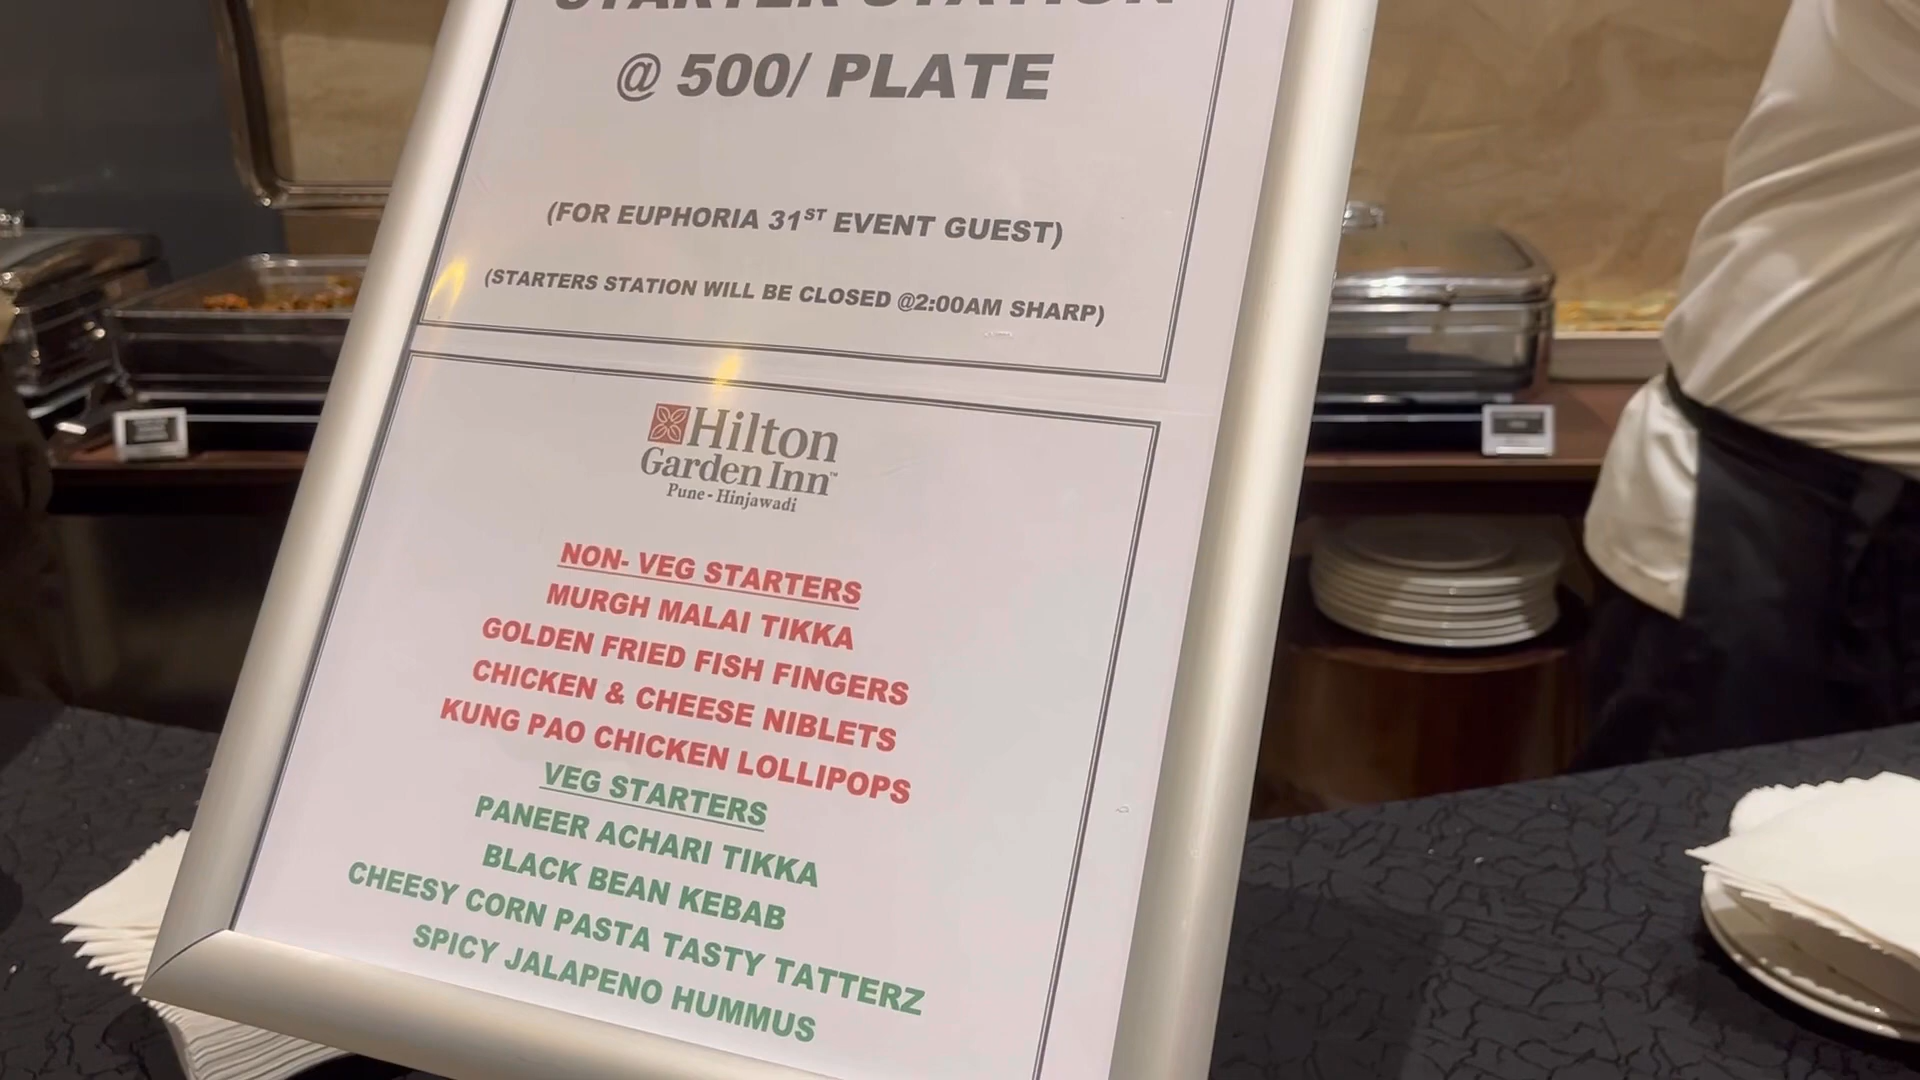 STARTER STATION
@ 500/ PLATE
(FOR EUPHORIA 31ST EVENT GUEST)
(STARTERS STATION WILL BE CLOSED @2:00AM SHARP)
Hilton
Garden Inn™
Pune - Hinjawadi
NON- VEG STARTERS
MURGH MALAI TIKKA
GOLDEN FRIED FISH FINGERS
CHICKEN & CHEESE NIBLETS
KUNG PAO CHICKEN LOLLIPOPS
VEG STARTERS
PANEER ACHARI TIKKA
BLACK BEAN KEBAB
CHEESY CORN PASTA TASTY TATTERZ
SPICY JALAPENO HUMMUS